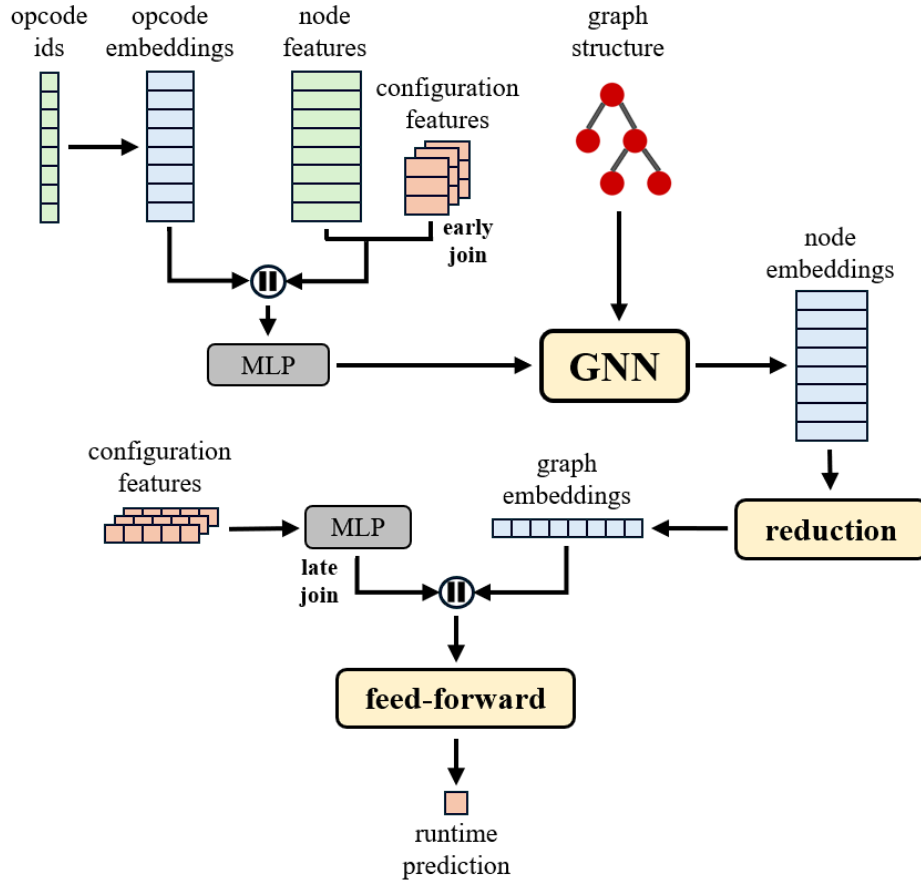 opcode
ids
opcode
embeddings
node
features
configuration
features
graph
structure
early
join
node
embeddings
MLP
GNN
configuration
features
MLP
graph
embeddings
reduction
late
join
feed-forward
runtime
prediction